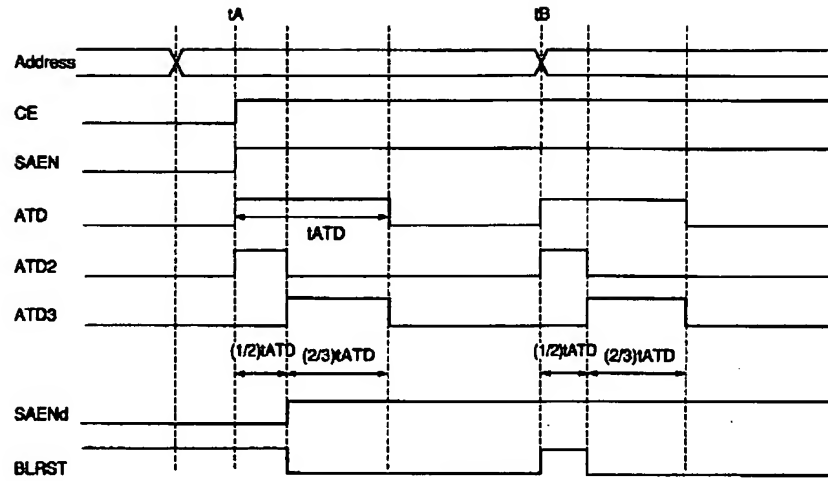 tA tB
Address
CE
SAEN
ATD
tATD
ATD2
ATD3
(1/2)tATD (2/3)tATD (1/2)tATD (2/3)tATD
SAENd
BLRST